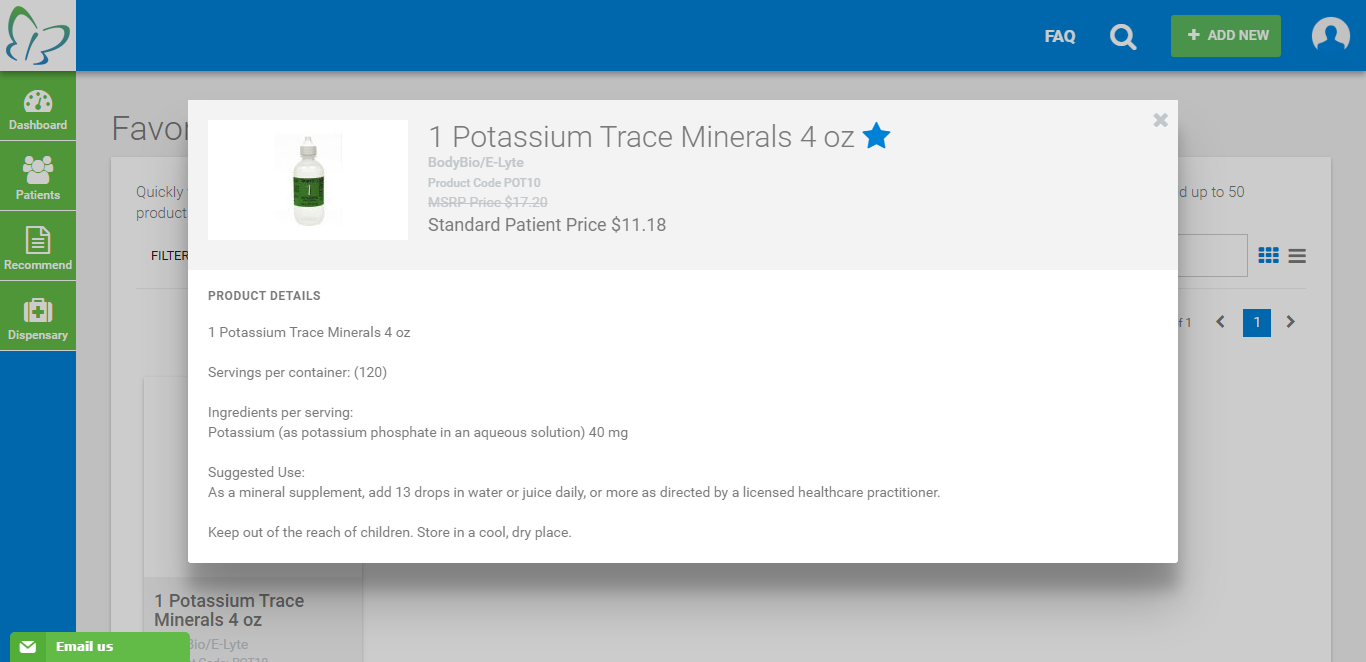 FAQ
+ ADD NEW
Dashboard
Patients
Recommend
Dispensary
Favor
Quickly
product
d up to 50
FILTER
f 1
1
1 Potassium Trace Minerals 4 oz
BodyBio/E-Lyte
Product Code POT10
MSRP Price $17.20
Standard Patient Price $11.18
1
PRODUCT DETAILS
1 Potassium Trace Minerals 4 oz
Servings per container: (120)
Ingredients per serving:
Potassium (as potassium phosphate in an aqueous solution) 40 mg
Suggested Use:
As a mineral supplement, add 13 drops in water or juice daily, or more as directed by a licensed healthcare practitioner.
Keep out of the reach of children. Store in a cool, dry place.
1 Potassium Trace
Minerals 4 oz
Bio/E-Lyte
Email us